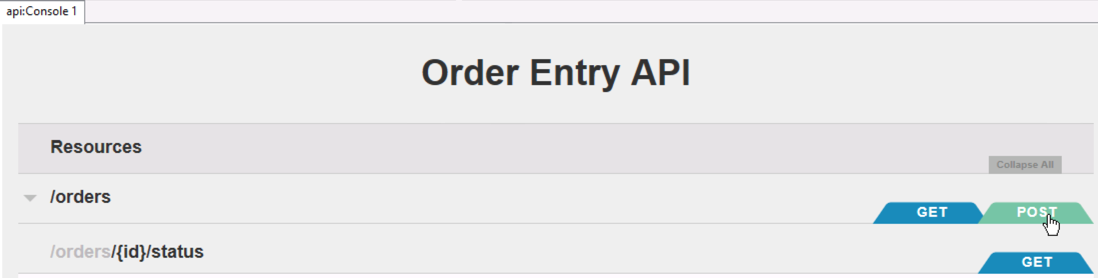 api:Console 1
Order Entry API
Resources
Collapse All
/orders
GET POST
/orders/{id}/status
GET